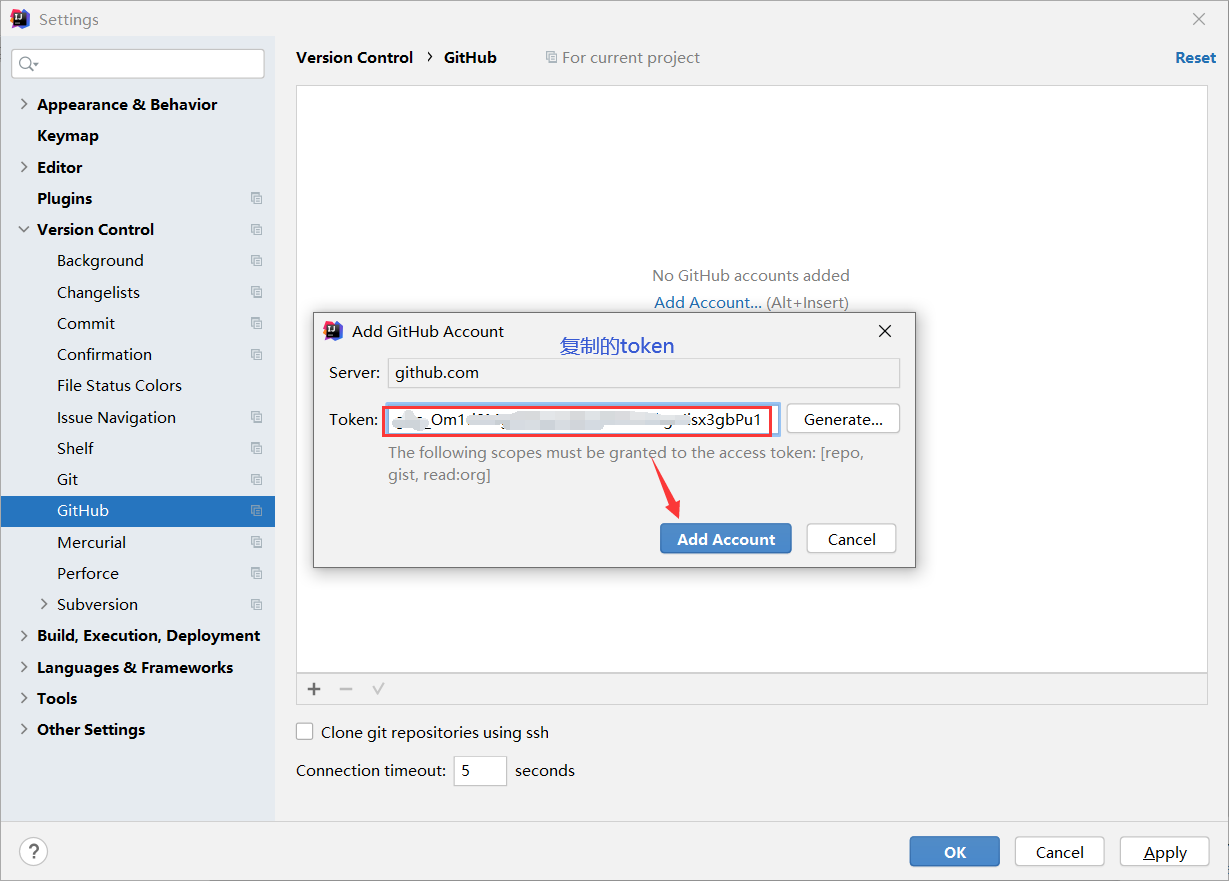 Settings
Version Control › GitHub
For current project
Reset
Appearance & Behavior
Keymap
Editor
Plugins
Version Control
Background
Changelists
Commit
Confirmation
File Status Colors
Issue Navigation
Shelf
Git
GitHub
Mercurial
Perforce
Subversion
Build, Execution, Deployment
Languages & Frameworks
Tools
Other Settings
No GitHub accounts added
Add Account... (Alt+Insert)
Add GitHub Account
复制的token
Server: github.com
Token:
Generate...
The following scopes must be granted to the access token: [repo,
gist, read:org]
Add Account
Cancel
Clone git repositories using ssh
Connection timeout: 5 seconds
?
OK
Cancel
Apply